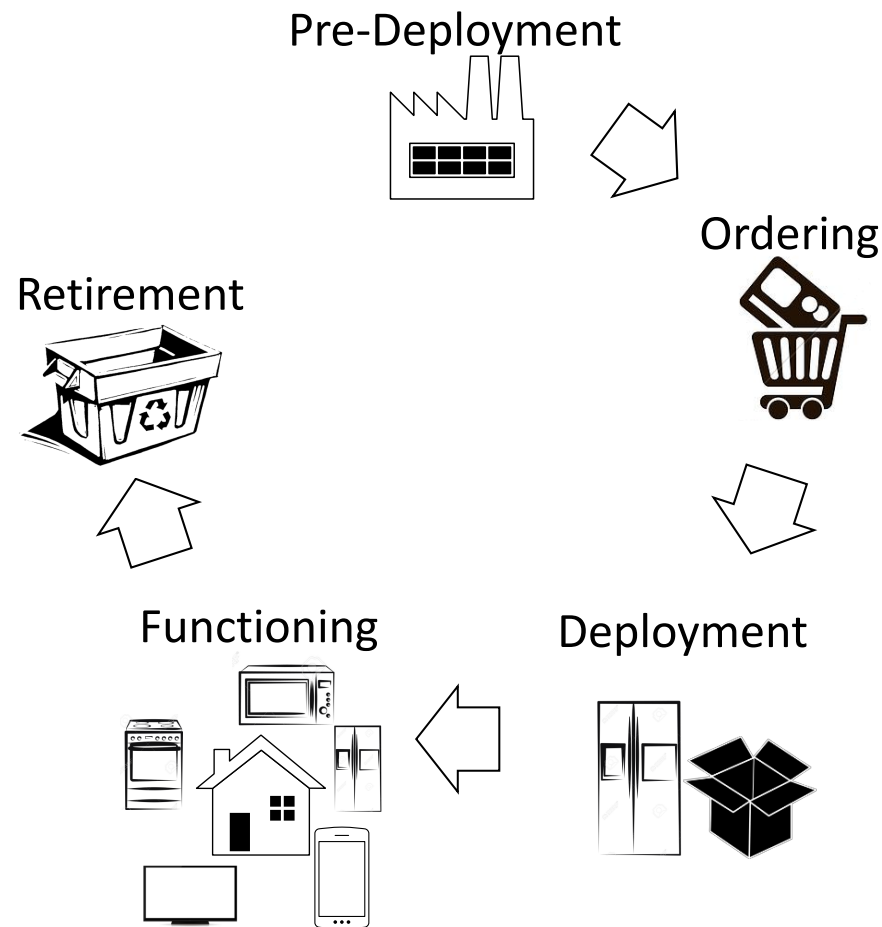 Pre-Deployment
Ordering
Retirement
Functioning
Deployment